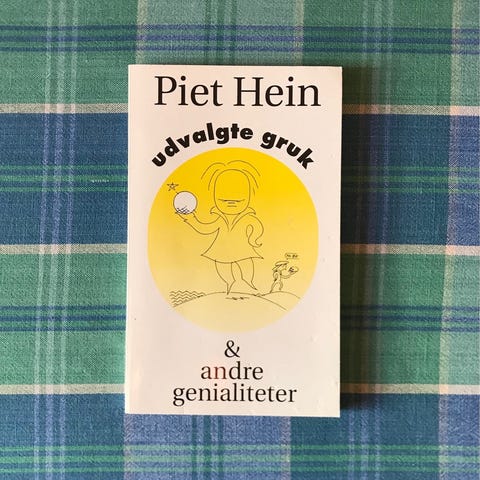 Piet Hein
udvalgte gruk
&
andre
genialiteter